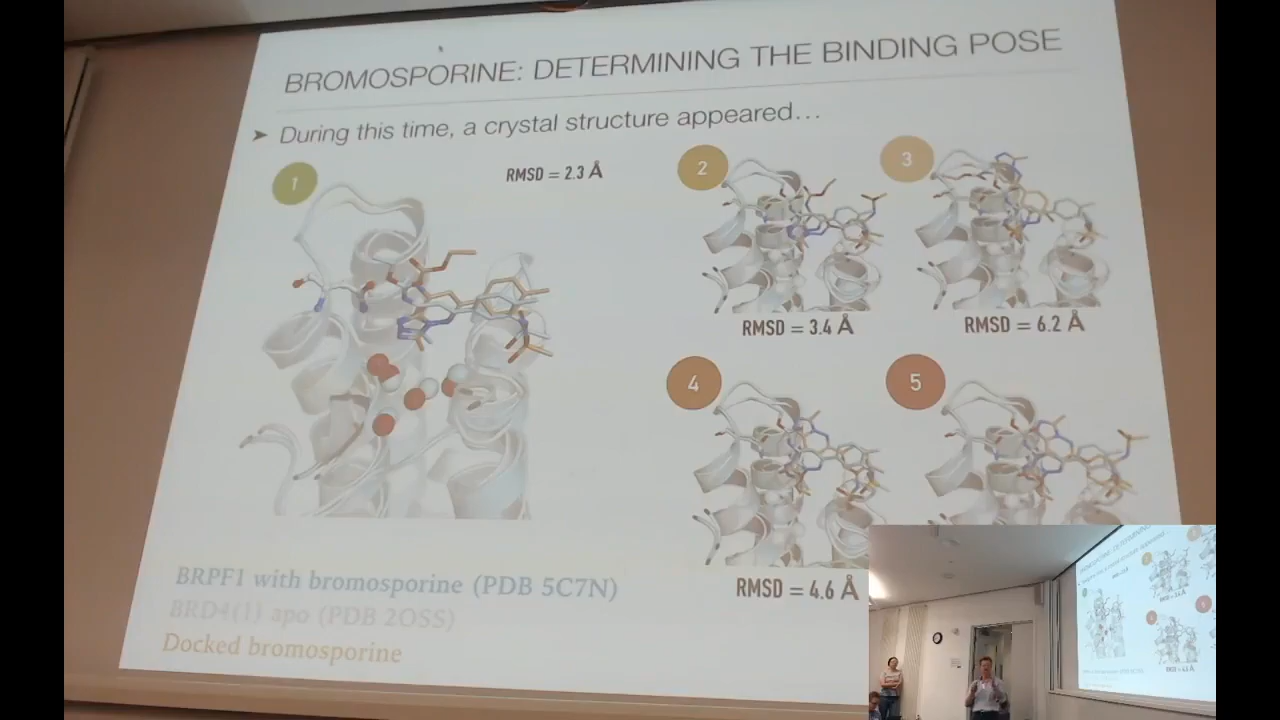 BROMOSPORINE: DETERMINING THE BINDING POSE
➤ During this time, a crystal structure appeared...
1
RMSD = 2.3 Å
2
RMSD = 3.4 Å
3
RMSD = 6.2 Å
4
RMSD = 4.6 Å
5
BRPF1 with bromosporine (PDB 5C7N)
BRD4(1) apo (PDB 2OSS)
Docked bromosporine